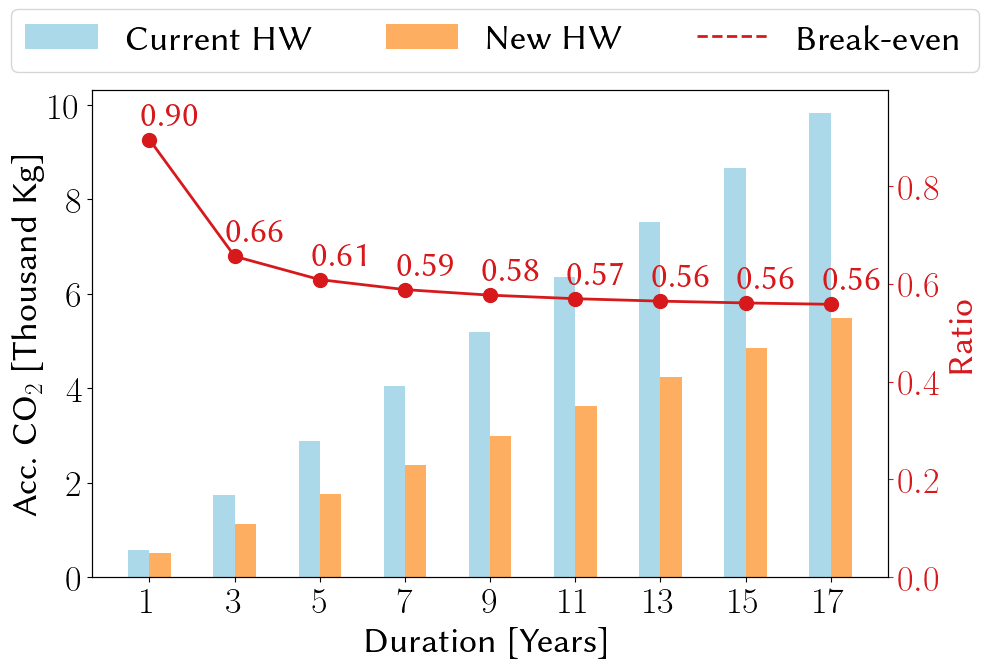 Current HW
New HW
Break-even
Acc. CO₂ [Thousand Kg]
10
8
6
4
2
0
0.90
0.66
0.61
0.59
0.58
0.57
0.56
0.56
0.56
0.8
0.6
0.4
0.2
0.0
Ratio
1 3 5 7 9 11 13 15 17
Duration [Years]